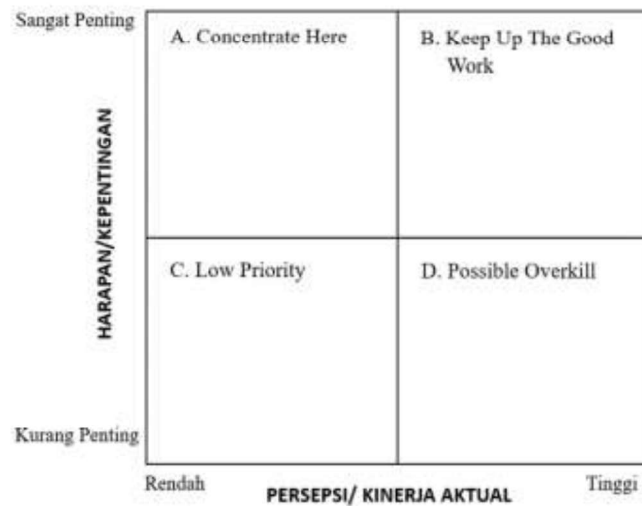 Sangat Penting
A. Concentrate Here
B. Keep Up The Good
Work
HARAPAN/KEPENTINGAN
C. Low Priority
D. Possible Overkill
Kurang Penting
Rendah
Tinggi
PERSEPSI/ KINERJA AKTUAL